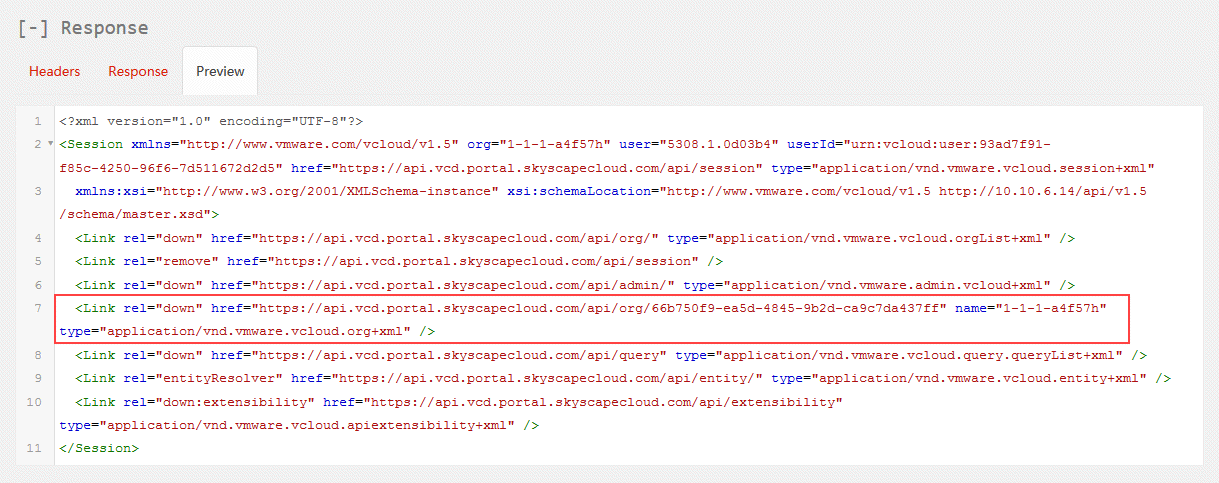 [-] Response
Headers Response Preview
1 <?xml version="1.0" encoding="UTF-8"?>
2 <Session xmlns="http://www.vmware.com/vcloud/v1.5" org="1-1-1-a4f57h" user="5308.1.0d03b4" userId="urn:vcloud:user:93ad7f91-
f85c-4250-96f6-7d511672d2d5" href="https://api.vcd.portal.skyscapecloud.com/api/session" type="application/vnd.vmware.vcloud.session+xml"
3 xmlns:xsi="http://www.w3.org/2001/XMLSchema-instance" xsi:schemaLocation="http://www.vmware.com/vcloud/v1.5 http://10.10.6.14/api/v1.5
/schema/master.xsd">
4 <Link rel="down" href="https://api.vcd.portal.skyscapecloud.com/api/org/" type="application/vnd.vmware.vcloud.orgList+xml" />
5 <Link rel="remove" href="https://api.vcd.portal.skyscapecloud.com/api/session" />
6 <Link rel="down" href="https://api.vcd.portal.skyscapecloud.com/api/admin/" type="application/vnd.vmware.admin.vcloud+xml" />
7 <Link rel="down" href="https://api.vcd.portal.skyscapecloud.com/api/org/66b750f9-ea5d-4845-9b2d-ca9c7da437ff" name="1-1-1-a4f57h"
type="application/vnd.vmware.vcloud.org+xml" />
8 <Link rel="down" href="https://api.vcd.portal.skyscapecloud.com/api/query" type="application/vnd.vmware.vcloud.query.queryList+xml" />
9 <Link rel="entityResolver" href="https://api.vcd.portal.skyscapecloud.com/api/entity/" type="application/vnd.vmware.vcloud.entity+xml" />
10 <Link rel="down:extensibility" href="https://api.vcd.portal.skyscapecloud.com/api/extensibility"
type="application/vnd.vmware.vcloud.apiextensibility+xml" />
11 </Session>